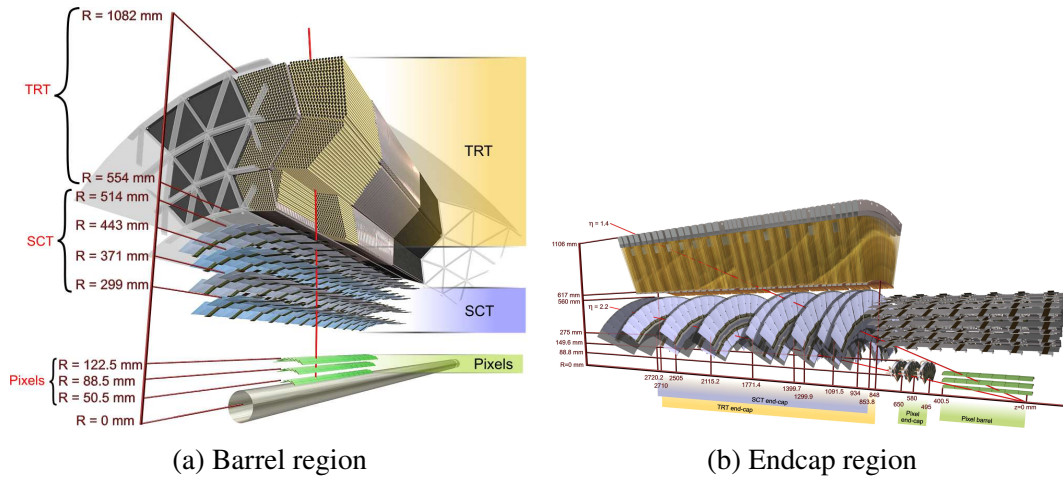 R = 1082 mm
TRT
R = 554 mm
R = 514 mm
R = 443 mm
SCT
R = 371 mm
R = 299 mm
R = 122.5 mm
Pixels
R = 88.5 mm
R = 50.5 mm
R = 0 mm
TRT
SCT
Pixels
(a) Barrel region
η = 1.4
1106 mm
617 mm
560 mm
η = 2.2
275 mm
149.6 mm
88.8 mm
R=0 mm
2720.2
2710
2505
2115.2
1771.4
1399.7
1299.9
1091.5
934
853.8
848
650
580
495
400.5
z=0 mm
SCT end-cap
TRT end-cap
Pixel
end-cap
Pixel barrel
(b) Endcap region